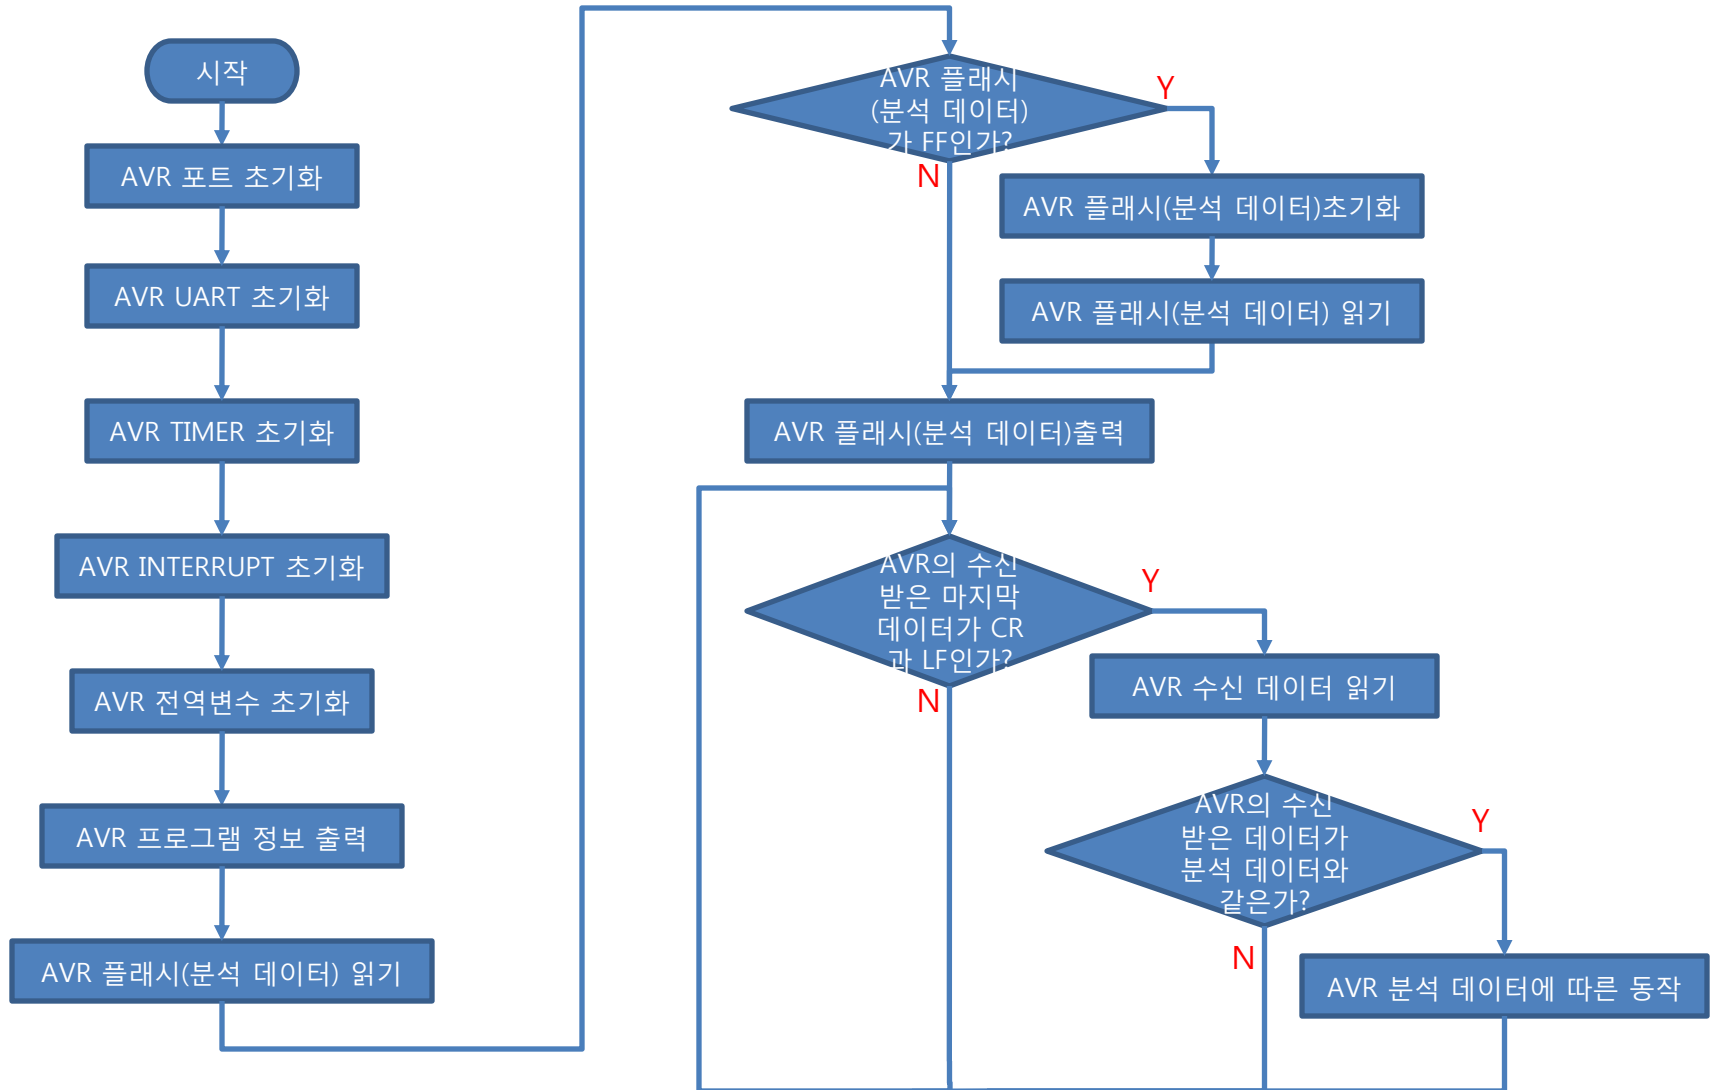 시작
AVR 포트 초기화
AVR UART 초기화
AVR TIMER 초기화
AVR INTERRUPT 초기화
AVR 전역변수 초기화
AVR 프로그램 정보 출력
AVR 플래시(분석 데이터) 읽기
AVR 플래시
(분석 데이터)
가 FF인가?
Y
N
AVR 플래시(분석 데이터)초기화
AVR 플래시(분석 데이터) 읽기
AVR 플래시(분석 데이터)출력
AVR의 수신
받은 마지막
데이터가 CR
과 LF인가?
Y
N
AVR 수신 데이터 읽기
AVR의 수신
받은 데이터가
분석 데이터와
같은가?
Y
N
AVR 분석 데이터에 따른 동작